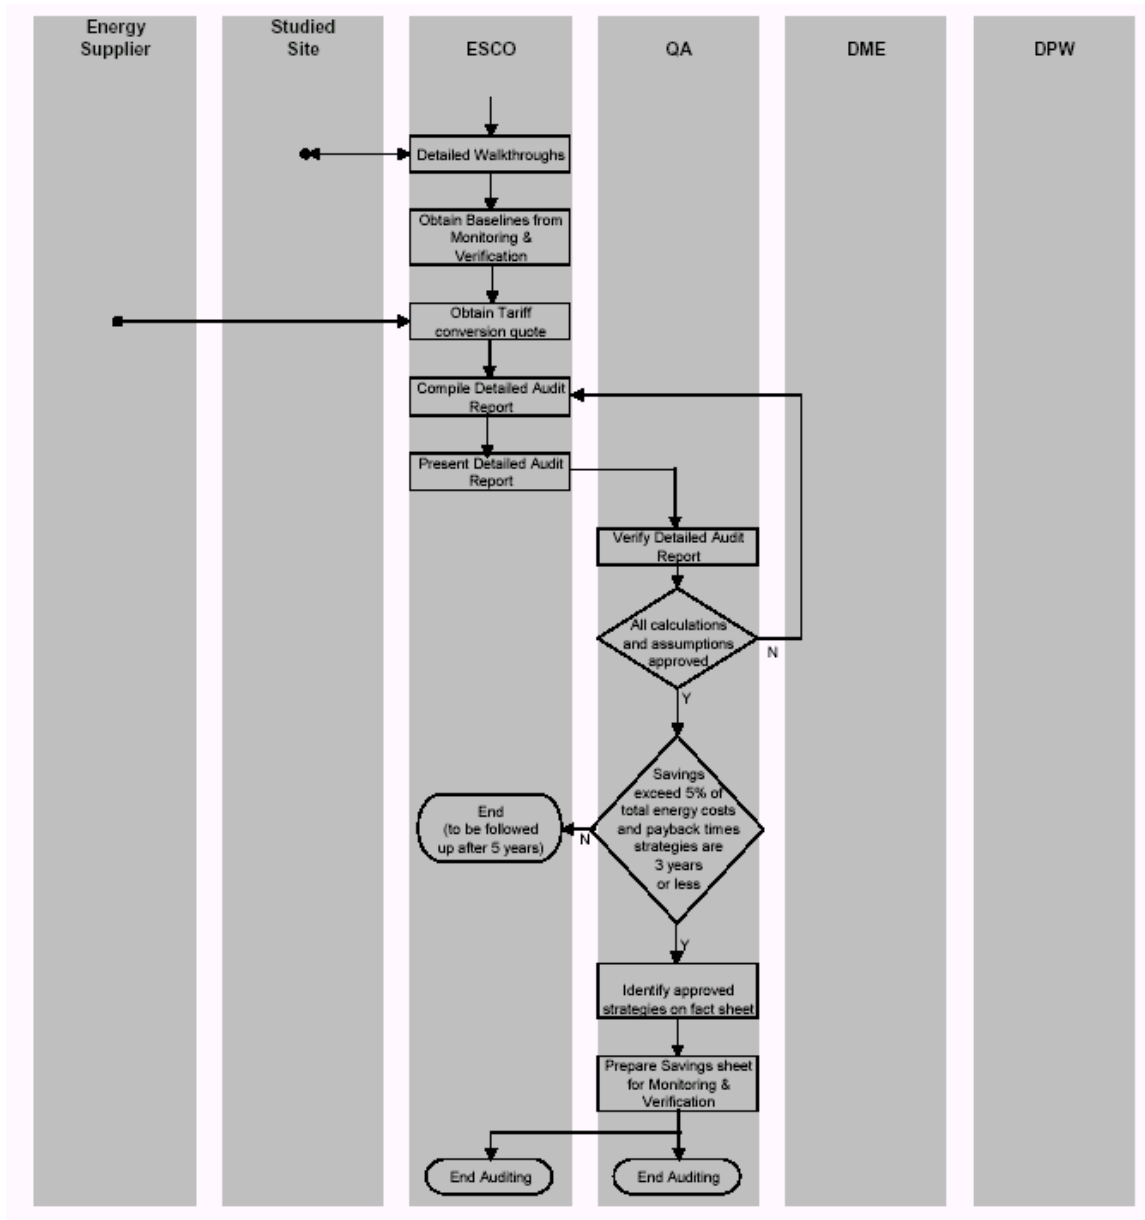 Energy
Supplier
Studied
Site
ESCO
QA
DME
DPW
Detailed Walkthroughs
Obtain Baselines from
Monitoring &
Verification
Obtain Tariff
conversion quote
Compile Detailed Audit
Report
Present Detailed Audit
Report
Verify Detailed Audit
Report
All calculations
and assumptions
approved
N
Y
Savings
exceed 5% of
total energy costs
and payback times
strategies are
3 years
or less
End
(to be followed
up after 5 years)
N
Y
Identify approved
strategies on fact sheet
Prepare Savings sheet
for Monitoring &
Verification
End Auditing
End Auditing